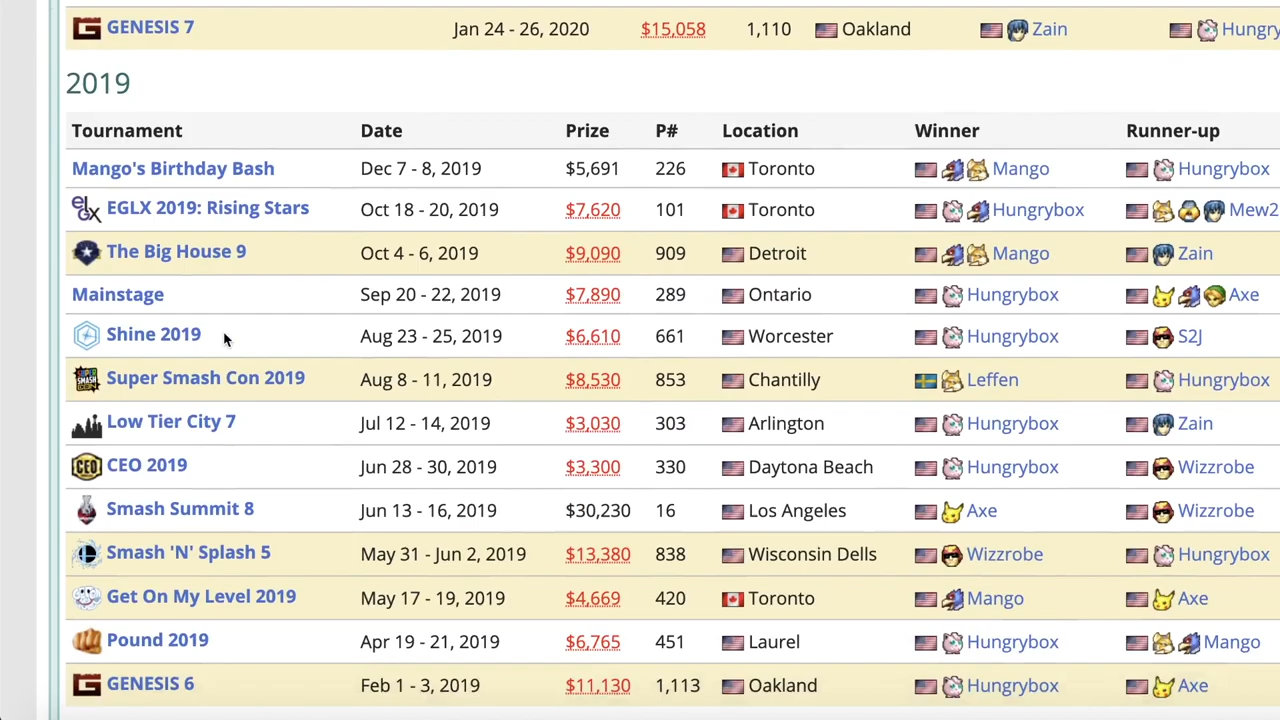 GENESIS 7 Jan 24 - 26, 2020 $15,058 1,110 Oakland Zain Hungry
2019
Tournament Date Prize P# Location Winner Runner-up
Mango's Birthday Bash Dec 7 - 8, 2019 $5,691 226 Toronto Mango Hungrybox
elgx EGLX 2019: Rising Stars Oct 18 - 20, 2019 $7,620 101 Toronto Hungrybox Mew2
The Big House 9 Oct 4 - 6, 2019 $9,090 909 Detroit Mango Zain
Mainstage Sep 20 - 22, 2019 $7,890 289 Ontario Hungrybox Axe
Shine 2019 Aug 23 - 25, 2019 $6,610 661 Worcester Hungrybox S2J
Super Smash Con 2019 Aug 8 - 11, 2019 $8,530 853 Chantilly Leffen Hungrybox
Low Tier City 7 Jul 12 - 14, 2019 $3,030 303 Arlington Hungrybox Zain
CEO CEO 2019 Jun 28 - 30, 2019 $3,300 330 Daytona Beach Hungrybox Wizzrobe
Smash Summit 8 Jun 13 - 16, 2019 $30,230 16 Los Angeles Axe Wizzrobe
Smash 'N' Splash 5 May 31 - Jun 2, 2019 $13,380 838 Wisconsin Dells Wizzrobe Hungrybox
Get On My Level 2019 May 17 - 19, 2019 $4,669 420 Toronto Mango Axe
Pound 2019 Apr 19 - 21, 2019 $6,765 451 Laurel Hungrybox Mango
GENESIS 6 Feb 1 - 3, 2019 $11,130 1,113 Oakland Hungrybox Axe